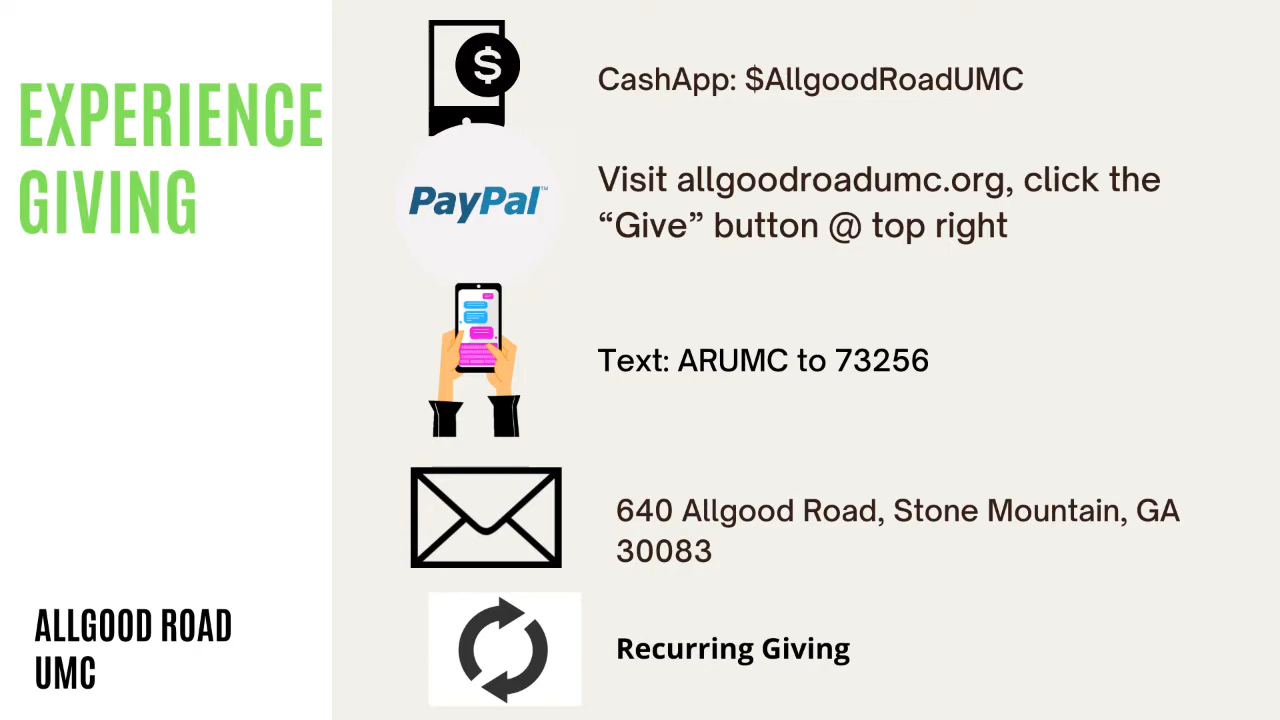 EXPERIENCE
GIVING
$
CashApp: $AllgoodRoadUMC
PayPal™
Visit allgoodroadumc.org, click the
“Give” button @ top right
Text: ARUMC to 73256
640 Allgood Road, Stone Mountain, GA
30083
Recurring Giving
ALLGOOD ROAD
UMC